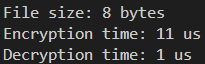 File size: 8 bytes
Encryption time: 11 us
Decryption time: 1 us